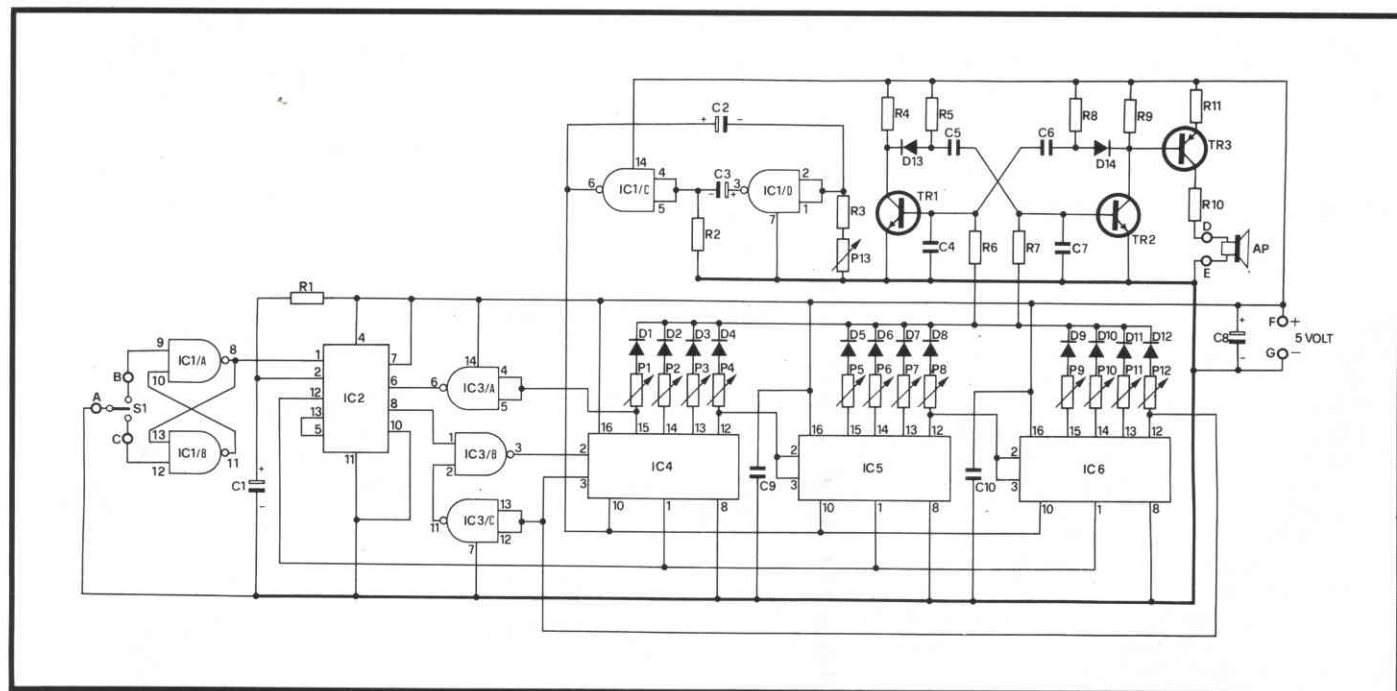 R4 R5 R8 R9 R11
C2 + −
C5 C6
D13 D14 TR3
14
6 IC1/C 4 5
C3 − + 3 IC1/D 2 1 7
R3
TR1 TR2
R10
R2 P13 C4 R6 R7 C7
D E AP
R1
4
D1 D2 D3 D4 D5 D6 D7 D8 D9 D10 D11 D12
C8 + −
F + 5 VOLT G −
9 IC1/A 8 10
B A S1 C
13 IC1/B 11 12
1 2 12 13 5 IC2 7 6 8 10 11
14 6 IC3/A 4 5
P1 P2 P3 P4 P5 P6 P7 P8 P9 P10 P11 P12
1 2 IC3/B 3
16 15 14 13 12 16 15 14 13 12 16 15 14 13 12
2 3 IC4 2 3 IC5 2 3 IC6
C1 + −
11 IC3/C 13 12 7
C9 C10
10 1 8 10 1 8 10 1 8